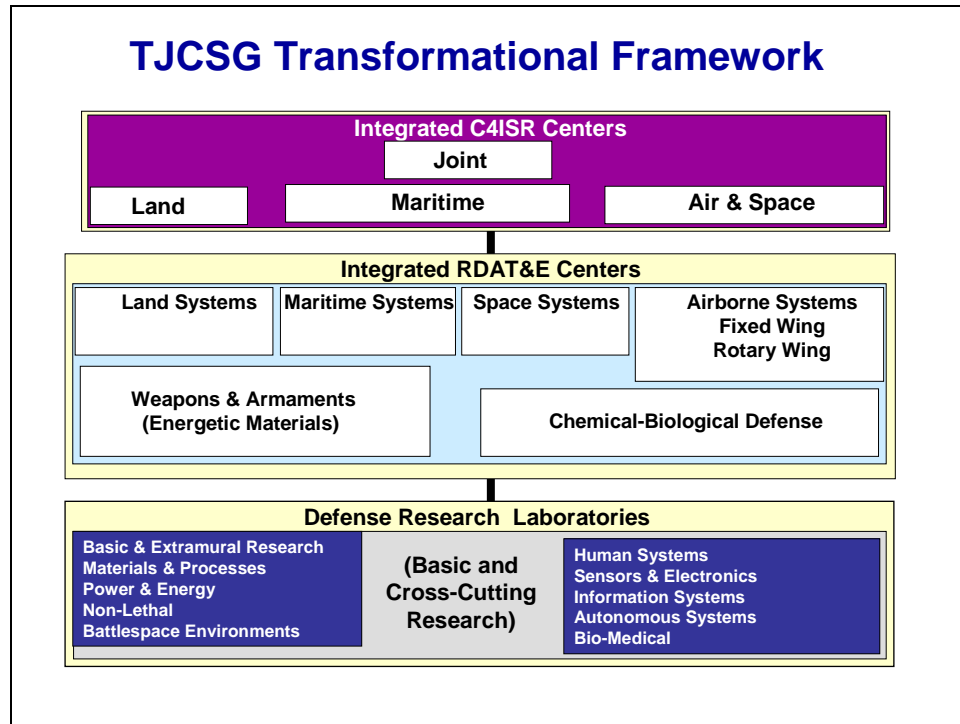 TJCSG Transformational Framework
Integrated C4ISR Centers
Joint
Land
Maritime
Air & Space
Integrated RDAT&E Centers
Land Systems
Maritime Systems
Space Systems
Airborne Systems
Fixed Wing
Rotary Wing
Weapons & Armaments
(Energetic Materials)
Chemical-Biological Defense
Defense Research Laboratories
Basic & Extramural Research
Materials & Processes
Power & Energy
Non-Lethal
Battlespace Environments
(Basic and
Cross-Cutting
Research)
Human Systems
Sensors & Electronics
Information Systems
Autonomous Systems
Bio-Medical